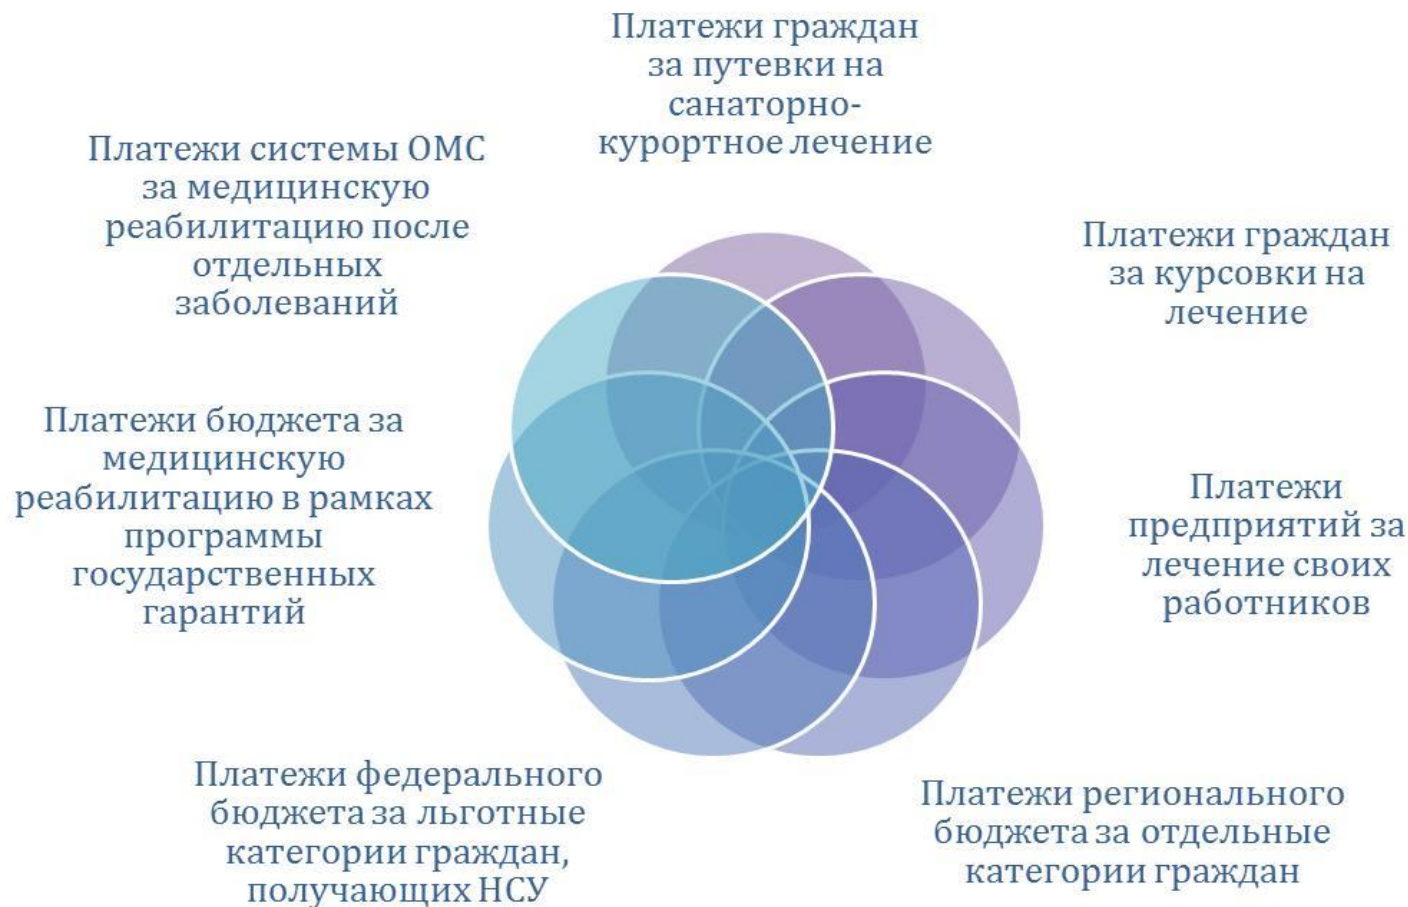 Платежи граждан
за путевки на
санаторно-
курортное лечение
Платежи граждан
за курсовки на
лечение
Платежи
предприятий за
лечение своих
работников
Платежи регионального
бюджета за отдельные
категории граждан
Платежи федерального
бюджета за льготные
категории граждан,
получающих НСУ
Платежи бюджета за
медицинскую
реабилитацию в рамках
программы
государственных
гарантий
Платежи системы ОМС
за медицинскую
реабилитацию после
отдельных
заболеваний